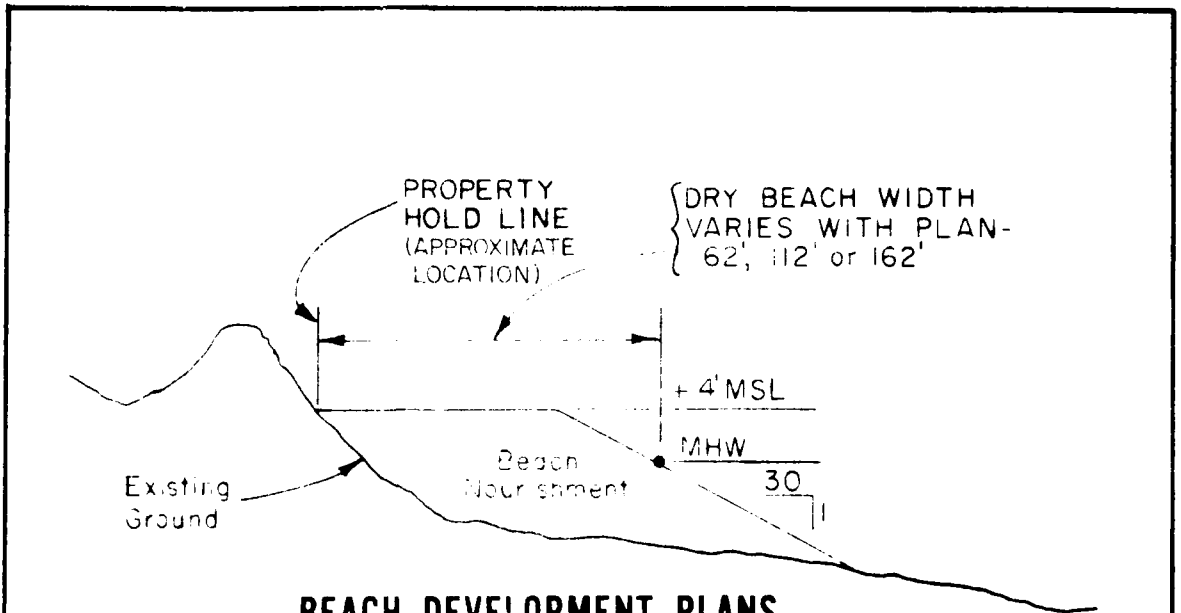 PROPERTY
HOLD LINE
(APPROXIMATE
LOCATION)
DRY BEACH WIDTH
VARIES WITH PLAN-
62', 112' or 162'
+ 4' MSL
MHW
30
1
Beach
Nourishment
Existing
Ground
BEACH DEVELOPMENT PLANS